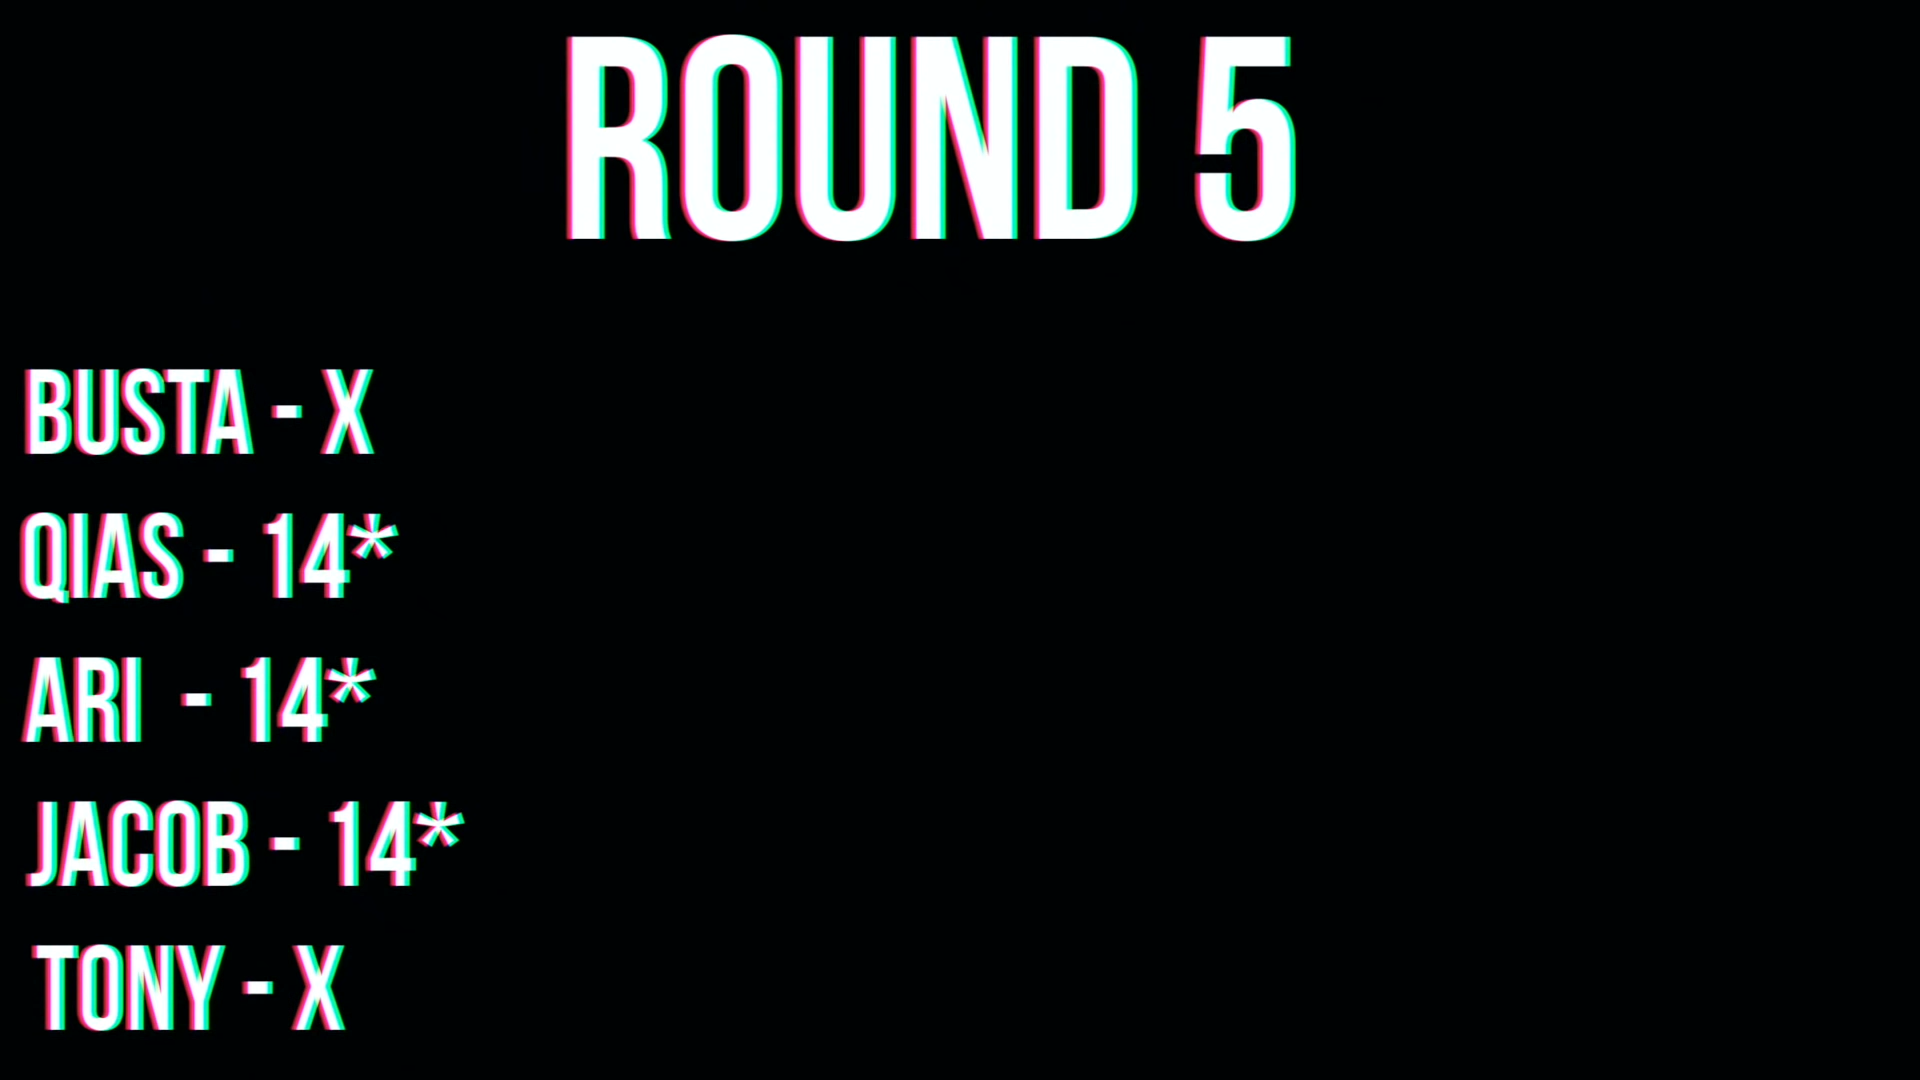 ROUND 5
BUSTA - X
QIAS - 14*
ARI - 14*
JACOB - 14*
TONY - X